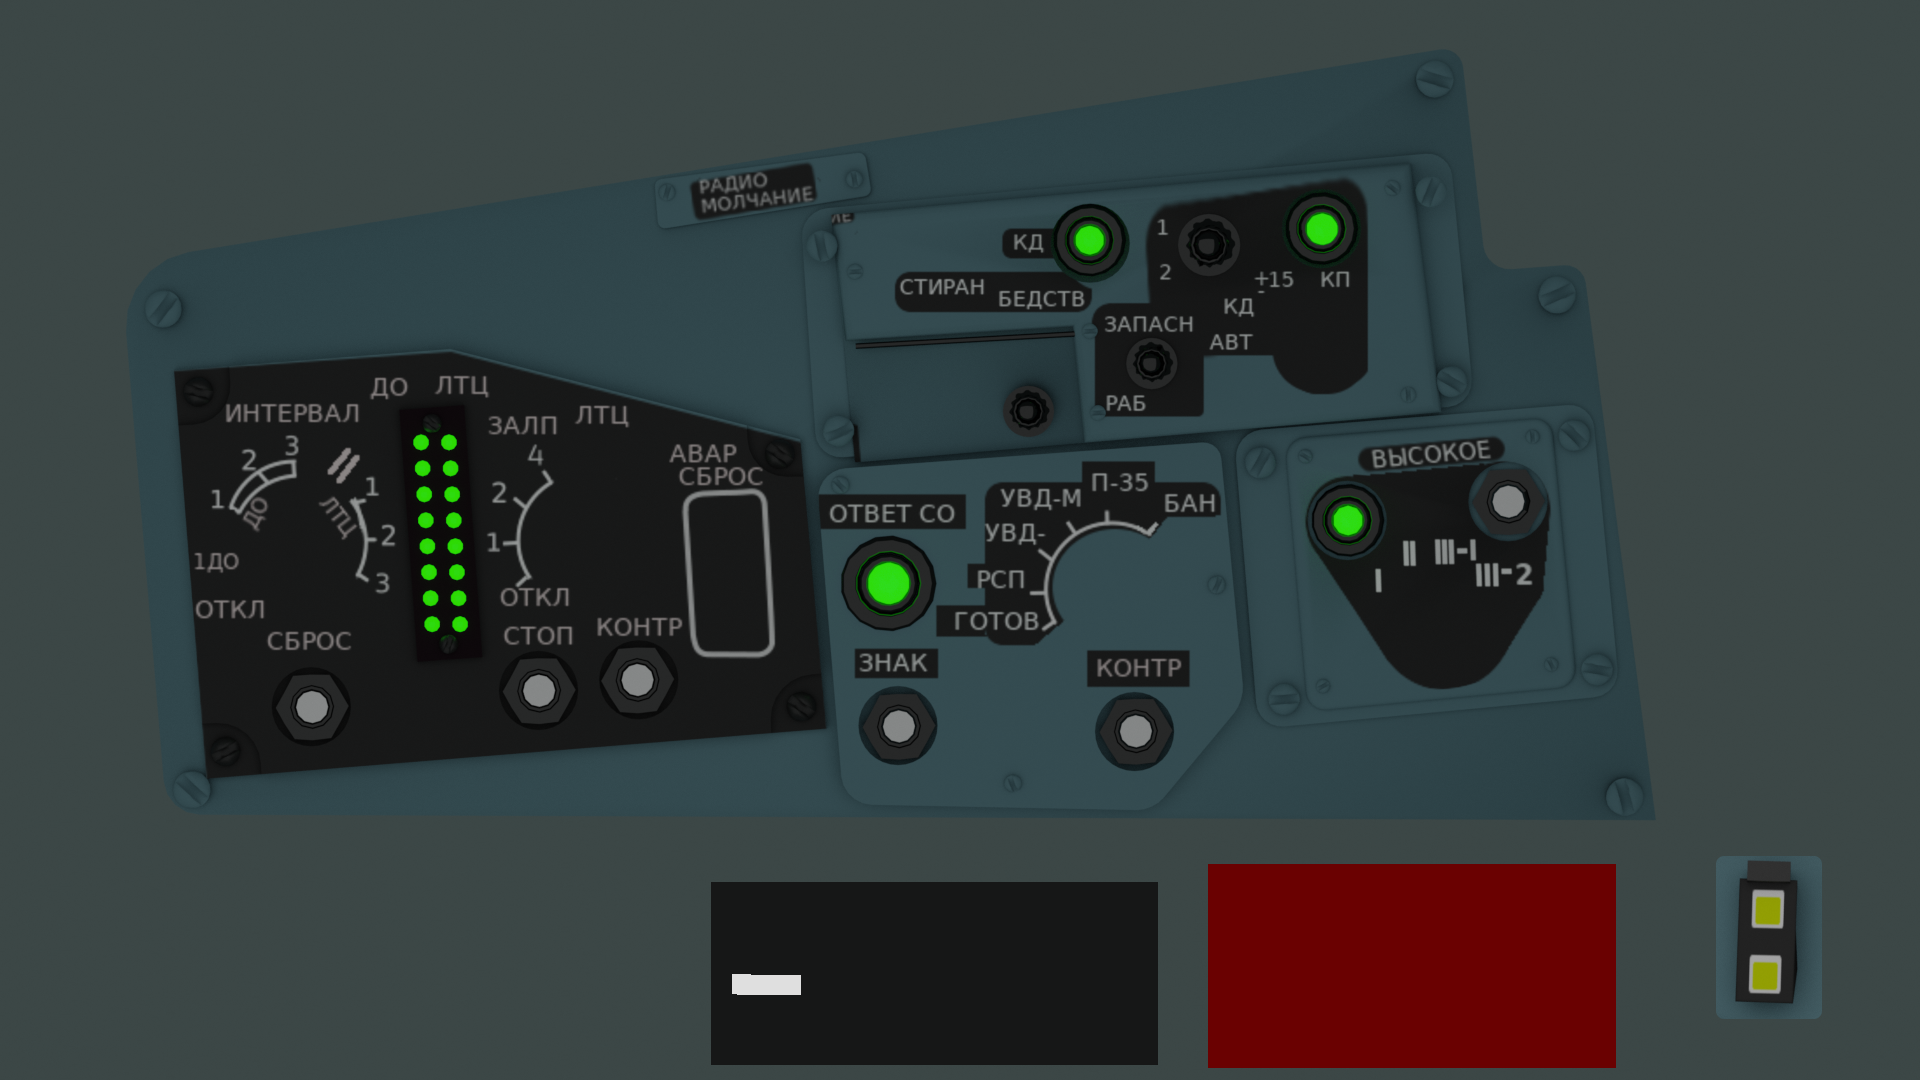 РАДИО
МОЛЧАНИЕ
КД
СТИРАН
БЕДСТВ
1
2
+15
КП
КД
АВТ
ЗАПАСН
РАБ
ДО
ЛТЦ
ИНТЕРВАЛ
1
2
3
ДО
ЛТЦ
1
2
3
1ДО
ОТКЛ
СБРОС
ЗАЛП
ЛТЦ
4
2
1
ОТКЛ
СТОП
КОНТР
АВАР
СБРОС
ОТВЕТ СО
УВД-М
П-35
БАН
УВД-
РСП
ГОТОВ
ЗНАК
КОНТР
ВЫСОКОЕ
I
II
III-I
III-2